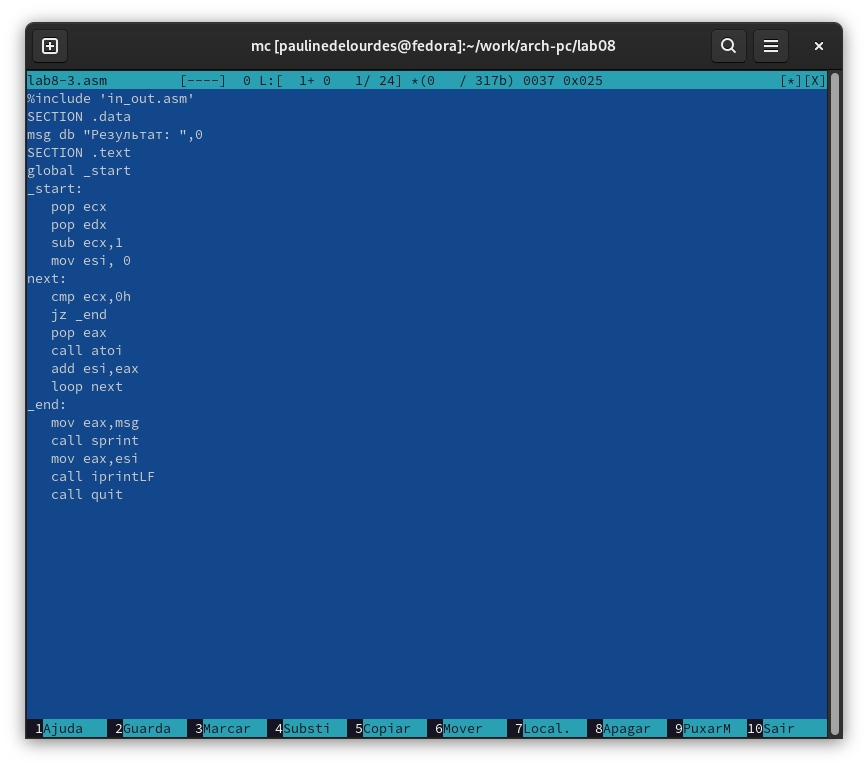 mc [paulinedelourdes@fedora]:~/work/arch-pc/lab08
lab8-3.asm         [----]  0 L:[  1+ 0   1/ 24] *(0   / 317b) 0037 0x025                      [*][X]
%include 'in_out.asm'
SECTION .data
msg db "Результат: ",0
SECTION .text
global _start
_start:
   pop ecx
   pop edx
   sub ecx,1
   mov esi, 0
next:
   cmp ecx,0h
   jz _end
   pop eax
   call atoi
   add esi,eax
   loop next
_end:
   mov eax,msg
   call sprint
   mov eax,esi
   call iprintLF
   call quit
1Ajuda   2Guarda  3Marcar  4Substi  5Copiar  6Mover   7Local.  8Apagar  9PuxarM  10Sair